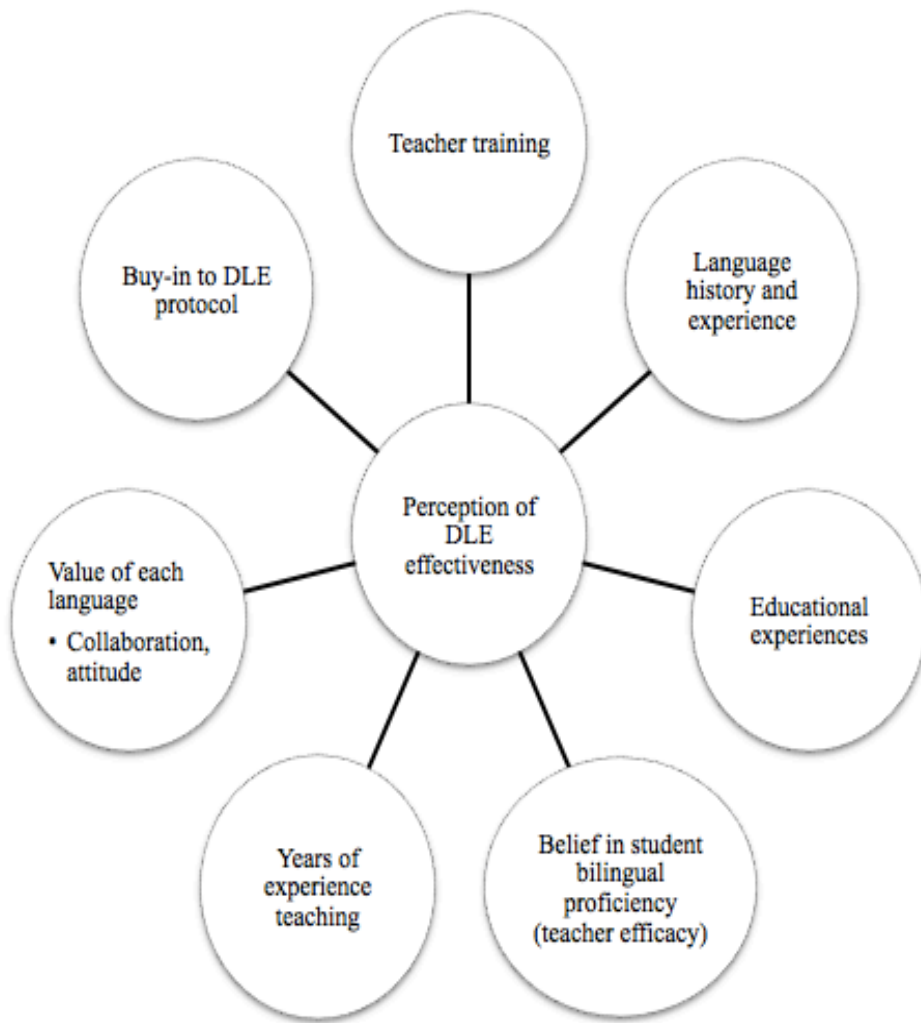 Teacher training
Buy-in to DLE
protocol
Language
history and
experience
Perception of
DLE
effectiveness
Value of each
language
• Collaboration,
attitude
Educational
experiences
Years of
experience
teaching
Belief in student
bilingual
proficiency
(teacher efficacy)